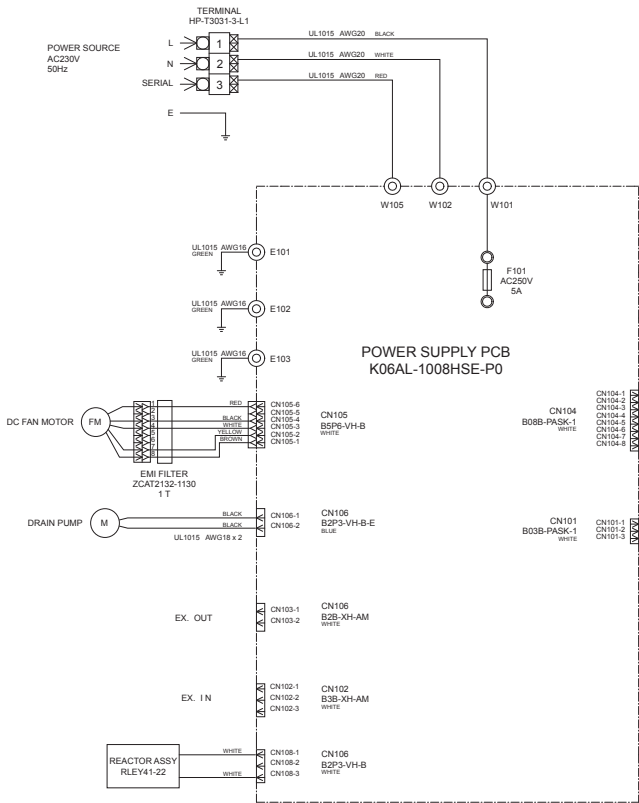 TERMINAL
HP-T3031-3-L1
POWER SOURCE
AC230V
50Hz
L 1 UL1015 AWG20 BLACK
N 2 UL1015 AWG20 WHITE
SERIAL 3 UL1015 AWG20 RED
E
W105 W102 W101
F101
AC250V
5A
UL1015 AWG16
GREEN
E101
UL1015 AWG16
GREEN
E102
UL1015 AWG16
GREEN
E103
POWER SUPPLY PCB
K06AL-1008HSE-P0
DC FAN MOTOR
FM
1
2
3
4
5
6
7
8
RED
BLACK
WHITE
YELLOW
BROWN
CN105-6
CN105-5
CN105-4
CN105-3
CN105-2
CN105-1
CN105
B5P6-VH-B
WHITE
EMI FILTER
ZCAT2132-1130
1 T
CN104
B08B-PASK-1
WHITE
CN104-1
CN104-2
CN104-3
CN104-4
CN104-5
CN104-6
CN104-7
CN104-8
DRAIN PUMP
M
BLACK
BLACK
UL1015 AWG18 x 2
CN106-1
CN106-2
CN106
B2P3-VH-B-E
BLUE
CN101
B03B-PASK-1
WHITE
CN101-1
CN101-2
CN101-3
EX. OUT
CN103-1
CN103-2
CN106
B2B-XH-AM
WHITE
EX. IN
CN102-1
CN102-2
CN102-3
CN102
B3B-XH-AM
WHITE
REACTOR ASSY
RLEY41-22
WHITE
WHITE
CN108-1
CN108-2
CN108-3
CN106
B2P3-VH-B
WHITE